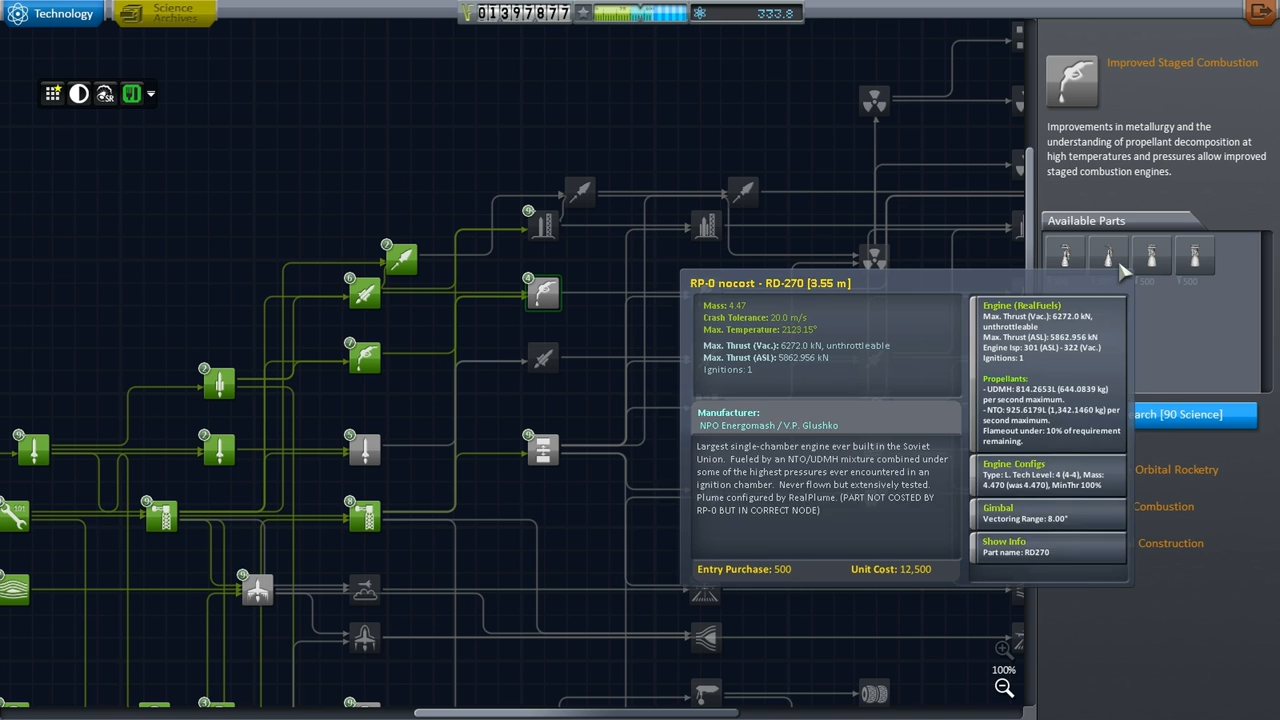 Technology
Science
Archives
01397877
333.8
Improved Staged Combustion
Improvements in metallurgy and the
understanding of propellant decomposition at
high temperatures and pressures allow improved
staged combustion engines.
Available Parts
500
500
RP-0 nocost - RD-270 [3.55 m]
Mass: 4.47
Crash Tolerance: 20.0 m/s
Max. Temperature: 2123.15°
Max. Thrust (Vac.): 6272.0 kN, unthrottleable
Max. Thrust (ASL): 5862.956 kN
Ignitions: 1
Manufacturer:
NPO Energomash / V.P. Glushko
Largest single-chamber engine ever built in the Soviet
Union. Fueled by an NTO/UDMH mixture combined under
some of the highest pressures ever encountered in an
ignition chamber. Never flown but extensively tested.
Plume configured by RealPlume. (PART NOT COSTED BY
RP-0 BUT IN CORRECT NODE)
Entry Purchase: 500
Unit Cost: 12,500
Engine (RealFuels)
Max. Thrust (Vac.): 6272.0 kN,
unthrottleable
Max. Thrust (ASL): 5862.956 kN
Engine Isp: 301 (ASL) - 322 (Vac.)
Ignitions: 1
Propellants:
- UDMH: 814.2653L (644.0839 kg)
per second maximum.
- NTO: 925.6179L (1,342.1460 kg) per
second maximum.
Flameout under: 10% of requirement
remaining.
Engine Configs
Type: L. Tech Level: 4 (4-4), Mass:
4.470 (was 4.470), MinThr 100%
Gimbal
Vectoring Range: 8.00°
Show Info
Part name: RD270
arch [90 Science]
Orbital Rocketry
Combustion
Construction
SR
101
100%